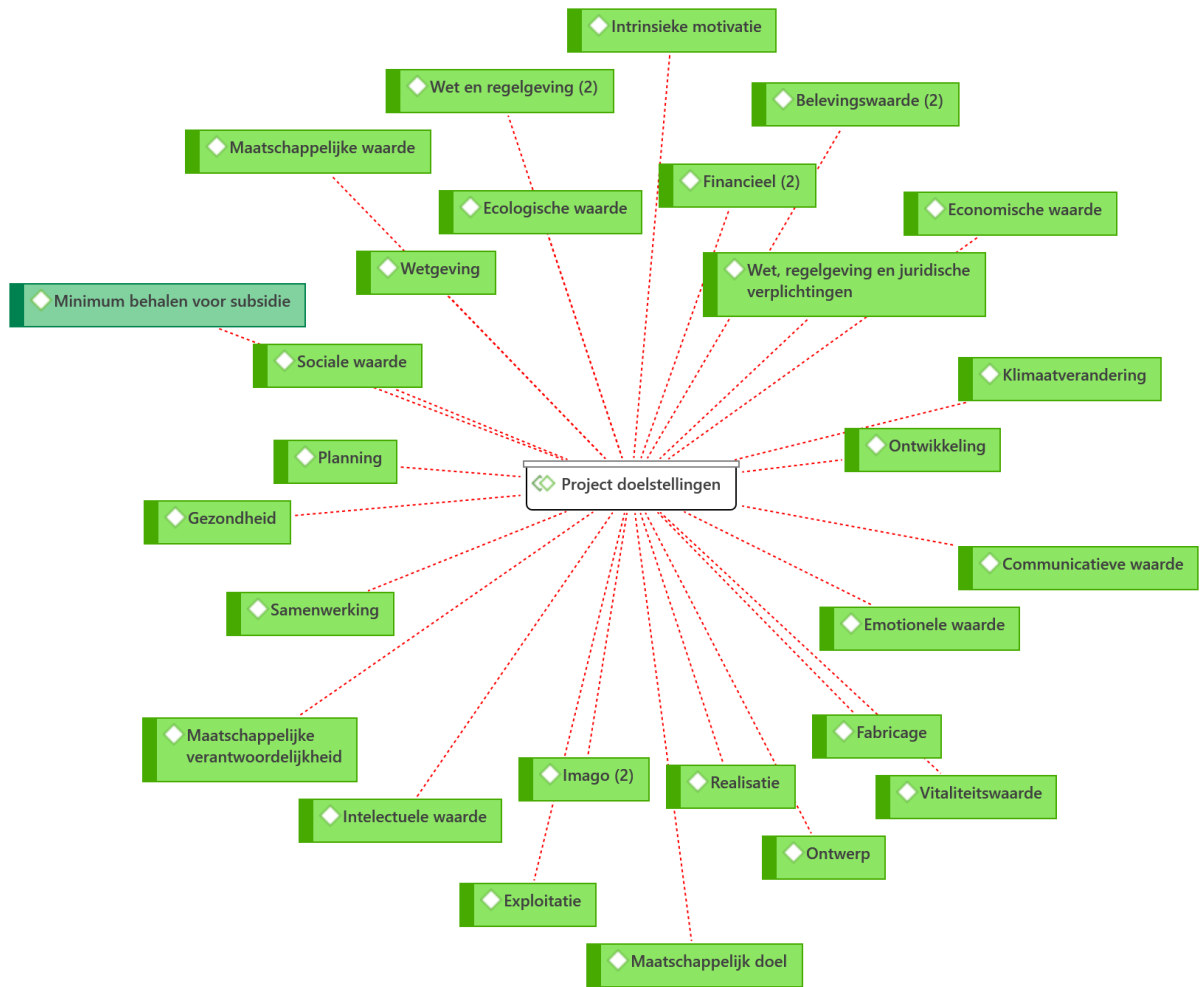 Intrinsieke motivatie
Wet en regelgeving (2)
Belevingswaarde (2)
Maatschappelijke waarde
Financieel (2)
Ecologische waarde
Economische waarde
Wetgeving
Wet, regelgeving en juridische
verplichtingen
Minimum behalen voor subsidie
Sociale waarde
Klimaatverandering
Ontwikkeling
Planning
Project doelstellingen
Gezondheid
Communicatieve waarde
Samenwerking
Emotionele waarde
Maatschappelijke
verantwoordelijkheid
Fabricage
Imago (2)
Realisatie
Vitaliteitswaarde
Intelectuele waarde
Ontwerp
Exploitatie
Maatschappelijk doel